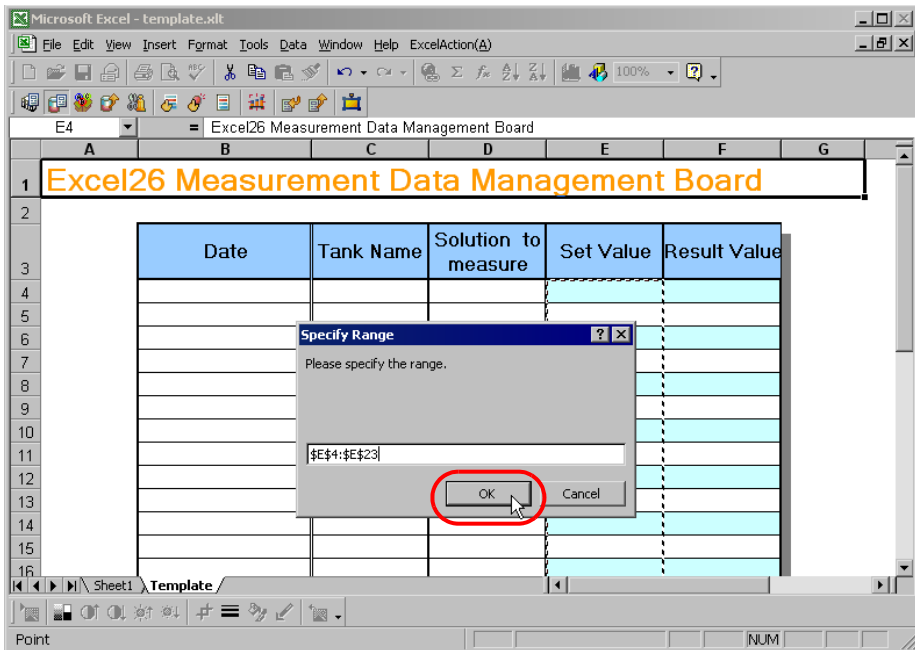 Microsoft Excel - template.xlt
File Edit View Insert Format Tools Data Window Help ExcelAction(A)
100%
E4 = Excel26 Measurement Data Management Board
A B C D E F G
1 Excel26 Measurement Data Management Board
2
3 Date Tank Name Solution to measure Set Value Result Value
4
5
6
7
8
9
10
11
12
13
14
15
16
Specify Range
Please specify the range.
$E$4:$E$23
OK Cancel
Sheet1 Template
Point NUM